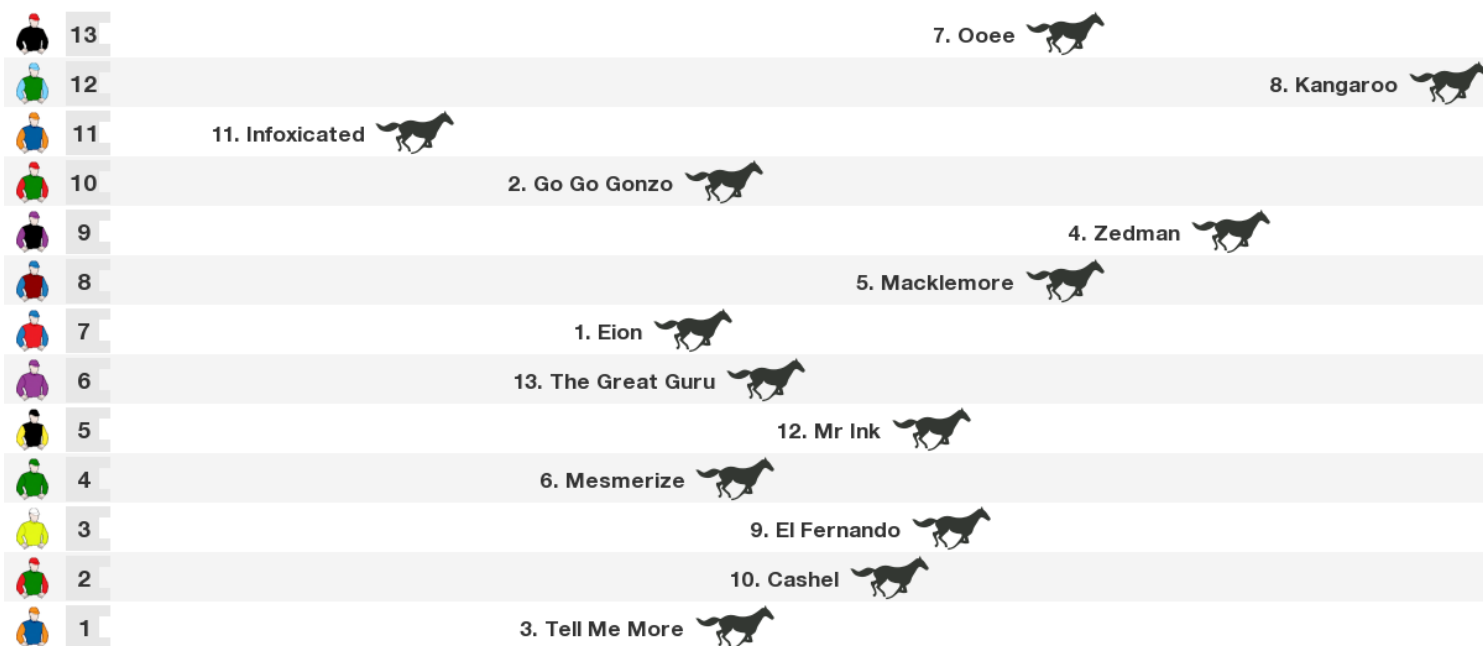 13 7. Ooee
12 8. Kangaroo
11 11. Infoxicated
10 2. Go Go Gonzo
9 4. Zedman
8 5. Macklemore
7 1. Eion
6 13. The Great Guru
5 12. Mr Ink
4 6. Mesmerize
3 9. El Fernando
2 10. Cashel
1 3. Tell Me More